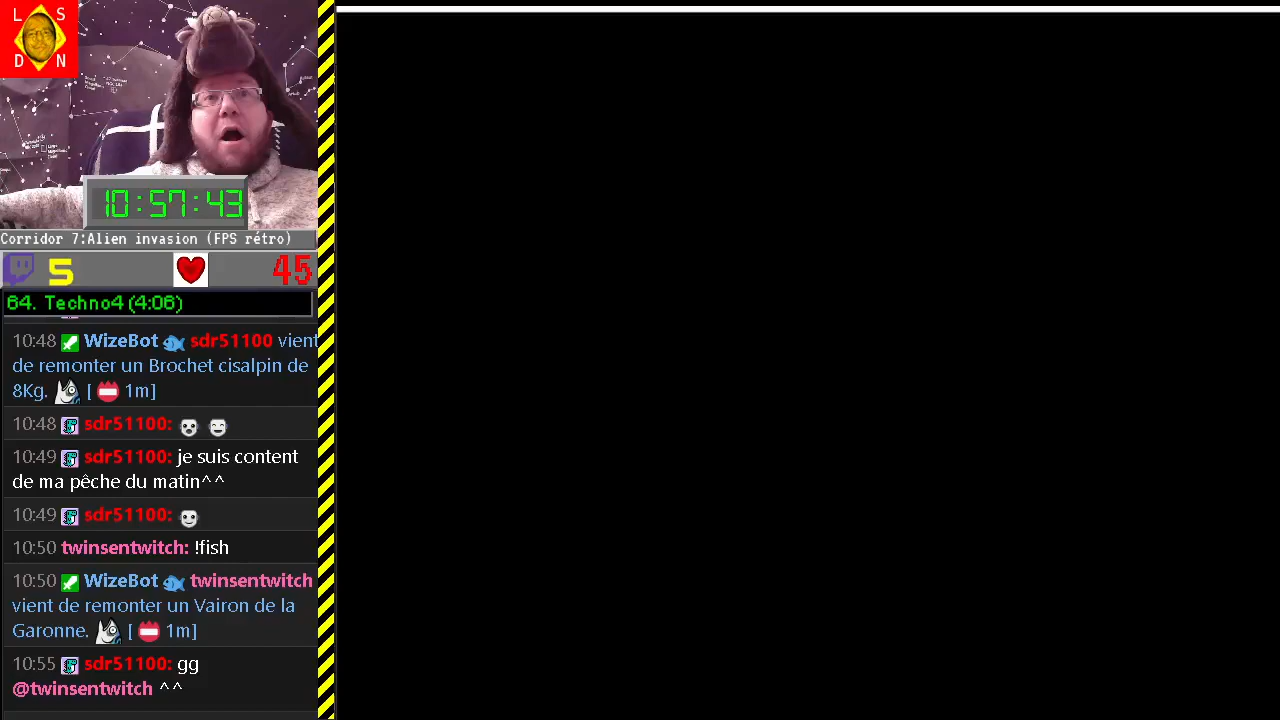 L S
D N
10:57:43
Corridor 7:Alien invasion (FPS rétro)
5 45
64. Techno4 (4:06)
10:48 WizeBot sdr51100 vient
de remonter un Brochet cisalpin de
8Kg. [ 1m]
10:48 sdr51100:
10:49 sdr51100: je suis content
de ma pêche du matin^^
10:49 sdr51100:
10:50 twinsentwitch: !fish
10:50 WizeBot twinsentwitch
vient de remonter un Vairon de la
Garonne. [ 1m]
10:55 sdr51100: gg
@twinsentwitch ^^